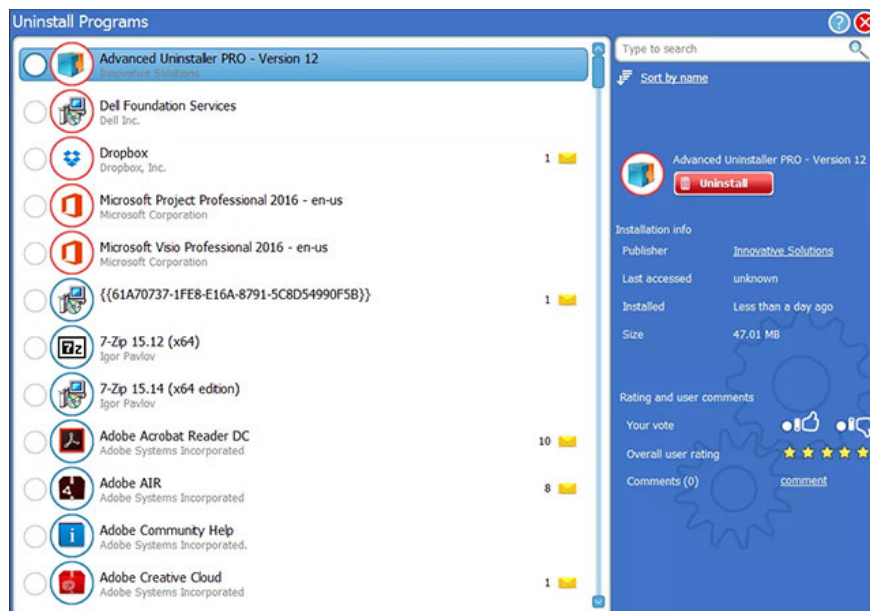 Uninstall Programs
Advanced Uninstaller PRO - Version 12
Innovative Solutions
Dell Foundation Services
Dell Inc.
Dropbox
Dropbox, Inc.
1
Microsoft Project Professional 2016 - en-us
Microsoft Corporation
Microsoft Visio Professional 2016 - en-us
Microsoft Corporation
{{61A70737-1FE8-E16A-8791-5C8D54990F5B}}
1
7-Zip 15.12 (x64)
Igor Pavlov
7-Zip 15.14 (x64 edition)
Igor Pavlov
Adobe Acrobat Reader DC
Adobe Systems Incorporated
10
Adobe AIR
Adobe Systems Incorporated
8
Adobe Community Help
Adobe Systems Incorporated.
Adobe Creative Cloud
Adobe Systems Incorporated
1
Type to search
Sort by name
Advanced Uninstaller PRO - Version 12
Uninstall
Installation info
Publisher Innovative Solutions
Last accessed unknown
Installed Less than a day ago
Size 47.01 MB
Rating and user comments
Your vote
Overall user rating
Comments (0) comment